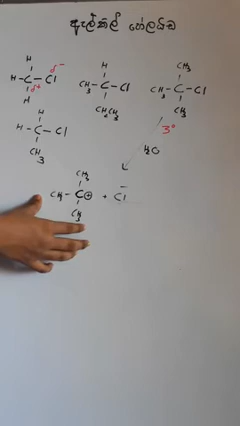 ඇල්කිල් හේලයිඩ
H
H - C - Cl δ-
δ+
H
H
CH3 - C - Cl
CH2CH3
CH3
CH3 - C - Cl
CH3
3°
H
H - C - Cl
CH3
H2O
CH3
CH3 - C⊕ + Cl-
CH3